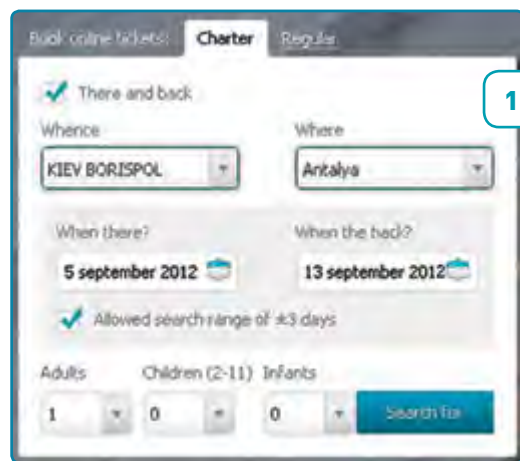 Book online tickets: Charter Regular
1
There and back
Whence Where
KIEV BORISPOL Antalya
When there? When the back?
5 september 2012 13 september 2012
Allowed search range of ±3 days
Adults Children (2-11) Infants
1 0 0 Search for